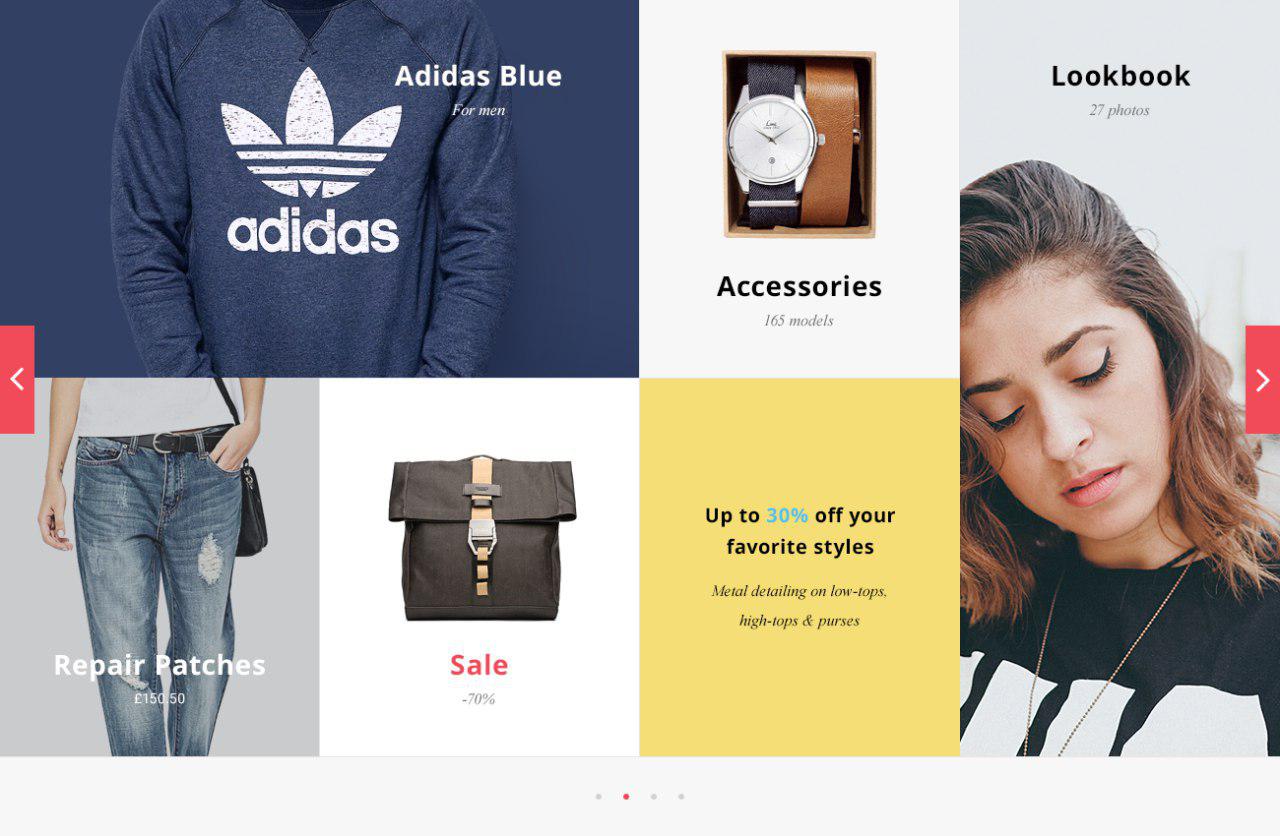 Adidas Blue
For men
adidas
Accessories
165 models
Lookbook
27 photos
Repair Patches
£150.50
Sale
-70%
Up to 30% off your
favorite styles
Metal detailing on low-tops,
high-tops & purses